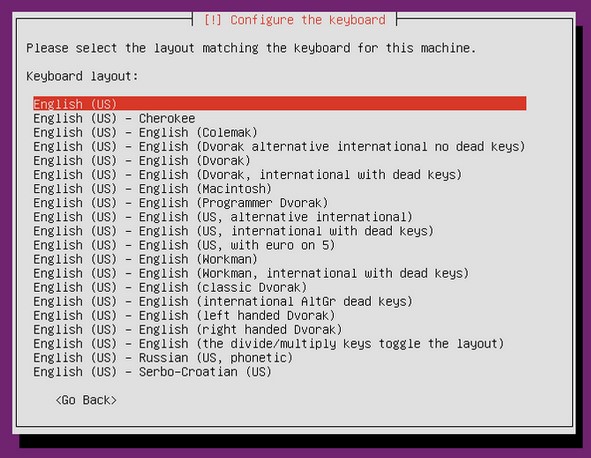 [!] Configure the keyboard
Please select the layout matching the keyboard for this machine.
Keyboard layout:
English (US)
English (US) - Cherokee
English (US) - English (Colemak)
English (US) - English (Dvorak alternative international no dead keys)
English (US) - English (Dvorak)
English (US) - English (Dvorak, international with dead keys)
English (US) - English (Macintosh)
English (US) - English (Programmer Dvorak)
English (US) - English (US, alternative international)
English (US) - English (US, international with dead keys)
English (US) - English (US, with euro on 5)
English (US) - English (Workman)
English (US) - English (Workman, international with dead keys)
English (US) - English (classic Dvorak)
English (US) - English (international AltGr dead keys)
English (US) - English (left handed Dvorak)
English (US) - English (right handed Dvorak)
English (US) - English (the divide/multiply keys toggle the layout)
English (US) - Russian (US, phonetic)
English (US) - Serbo-Croatian (US)
<Go Back>